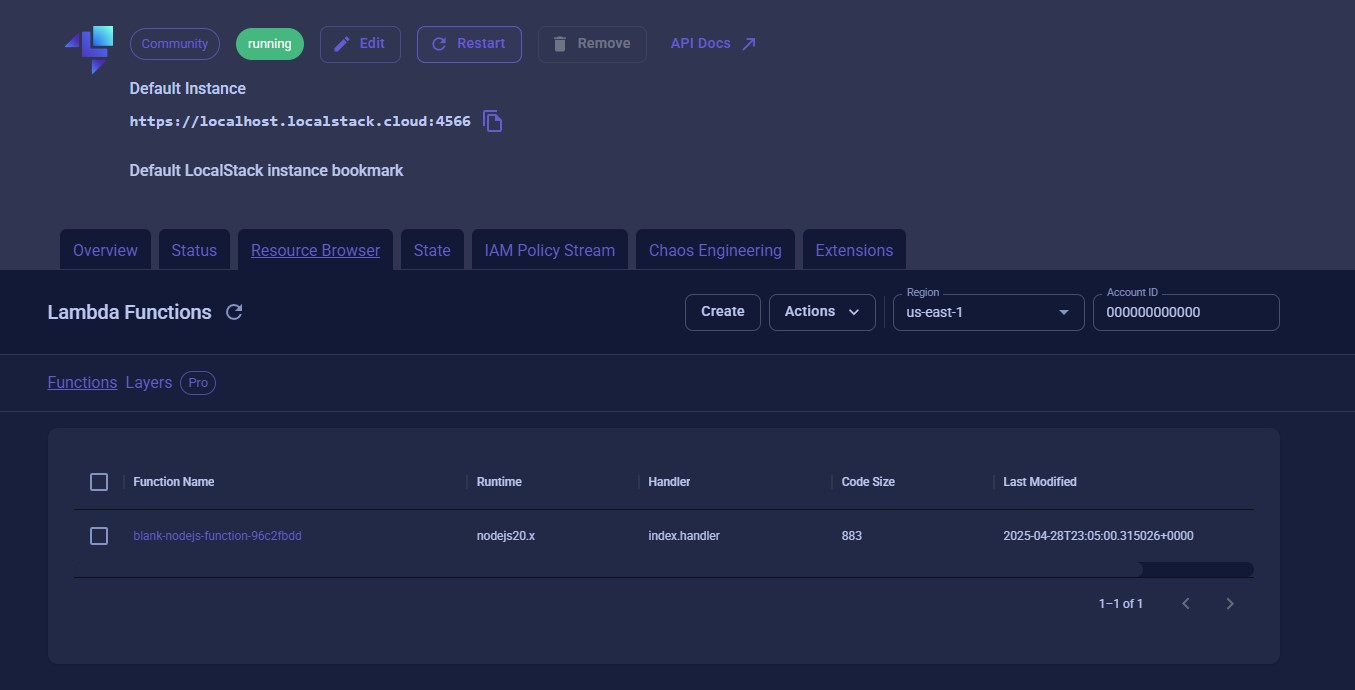 Community running Edit Restart Remove API Docs
Default Instance
https://localhost.localstack.cloud:4566
Default LocalStack instance bookmark
Overview Status Resource Browser State IAM Policy Stream Chaos Engineering Extensions
Region Account ID
Lambda Functions Create Actions us-east-1 000000000000
Functions Layers Pro
Function Name Runtime Handler Code Size Last Modified
blank-nodejs-function-96c2fbdd nodejs20.x index.handler 883 2025-04-28T23:05:00.315026+0000
1–1 of 1